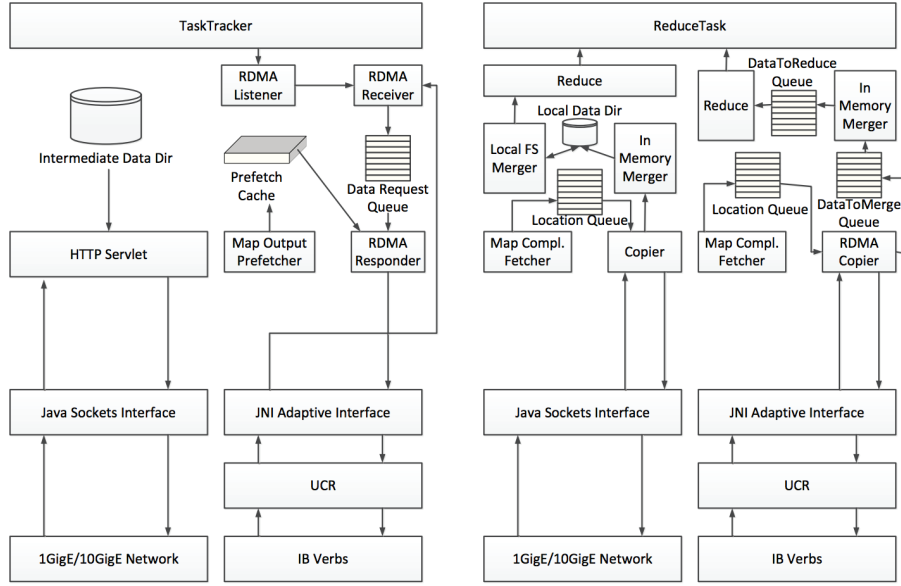 TaskTracker
RDMA
Listener
RDMA
Receiver
Intermediate Data Dir
Prefetch
Cache
Data Request
Queue
HTTP Servlet
Map Output
Prefetcher
RDMA
Responder
Java Sockets Interface
JNI Adaptive Interface
UCR
1GigE/10GigE Network
IB Verbs
ReduceTask
Reduce
Local Data Dir
Local FS
Merger
In
Memory
Merger
Location Queue
Map Compl.
Fetcher
Copier
DataToReduce
Queue
Reduce
In
Memory
Merger
Location Queue
DataToMerge
Queue
Map Compl.
Fetcher
RDMA
Copier
Java Sockets Interface
JNI Adaptive Interface
UCR
1GigE/10GigE Network
IB Verbs